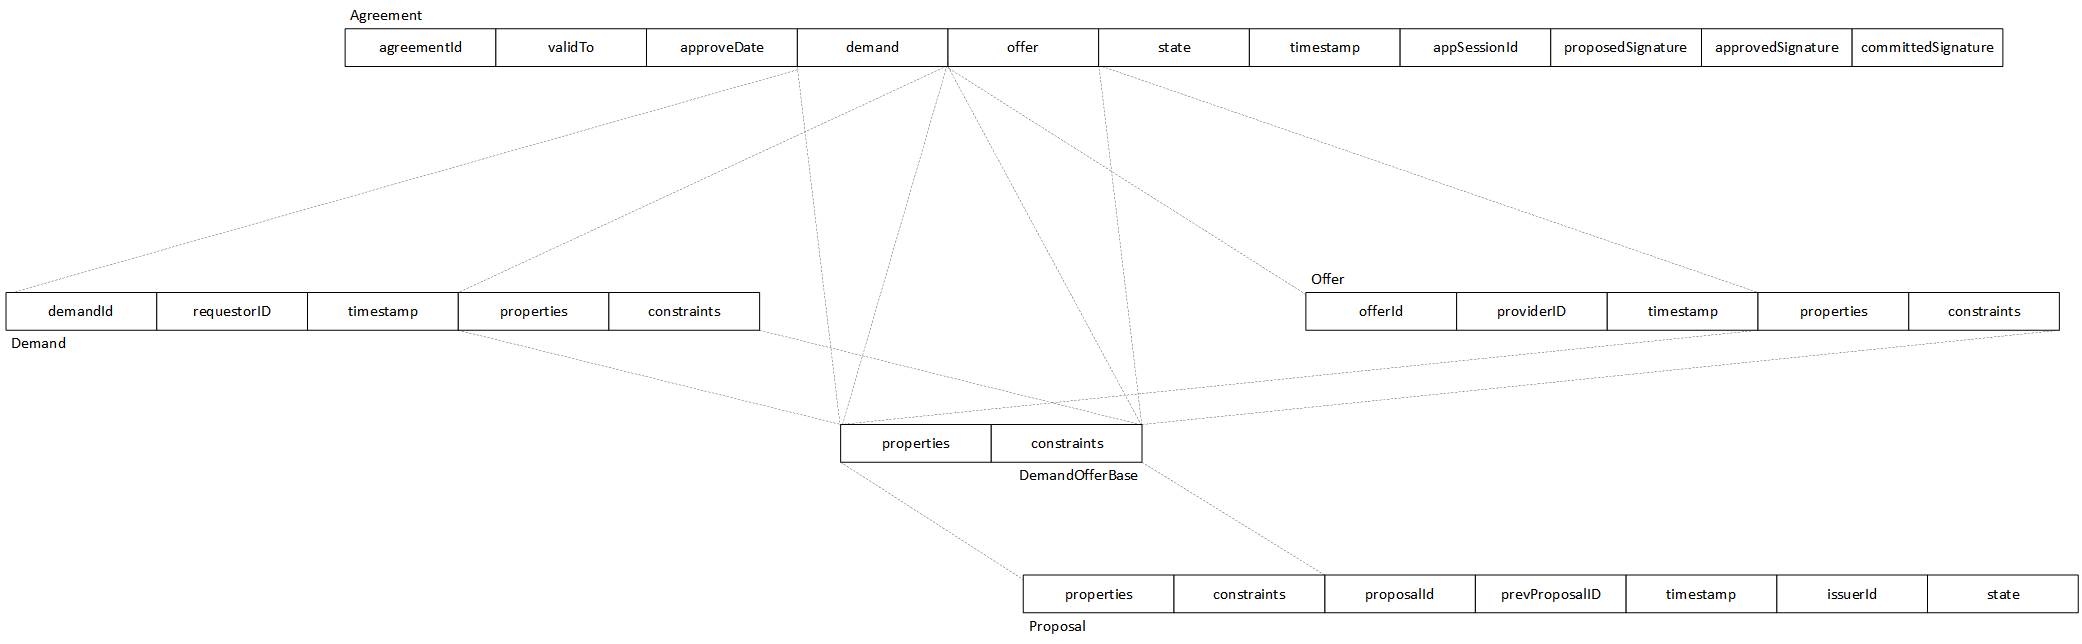 Agreement
agreementId validTo approveDate demand offer state timestamp appSessionId proposedSignature approvedSignature committedSignature
Offer
demandId requestorID timestamp properties constraints offerId providerID timestamp properties constraints
Demand
properties constraints
DemandOfferBase
properties constraints proposalId prevProposalID timestamp issuerId state
Proposal